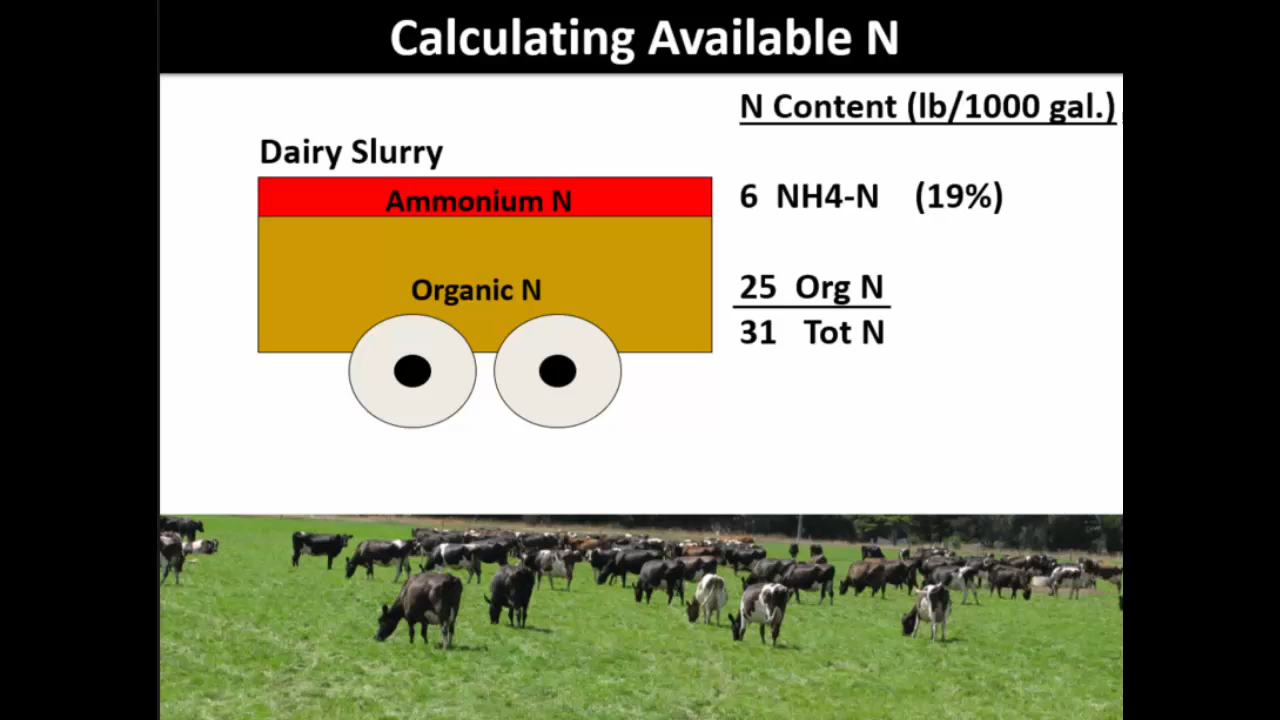 Calculating Available N
N Content (lb/1000 gal.)
Dairy Slurry
Ammonium N
6 NH4-N (19%)
Organic N
25 Org N
31 Tot N